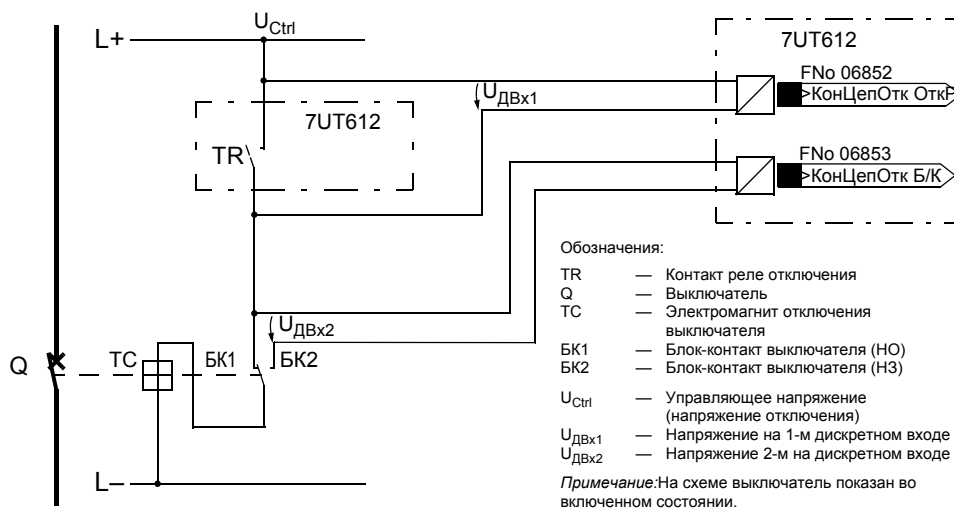 U_Ctrl
L+
7UT612
FNo 06852
>КонЦепОтк ОткР
U_ДВх1
7UT612
TR
FNo 06853
>КонЦепОтк Б/К
Обозначения:
TR — Контакт реле отключения
Q — Выключатель
TC — Электромагнит отключения
выключателя
БК1 — Блок-контакт выключателя (НО)
БК2 — Блок-контакт выключателя (НЗ)
U_Ctrl — Управляющее напряжение
(напряжение отключения)
U_ДВх1 — Напряжение на 1-м дискретном входе
U_ДВх2 — Напряжение 2-м на дискретном входе
Примечание:На схеме выключатель показан во
включенном состоянии.
U_ДВх2
Q
TC
БК1
БК2
L–